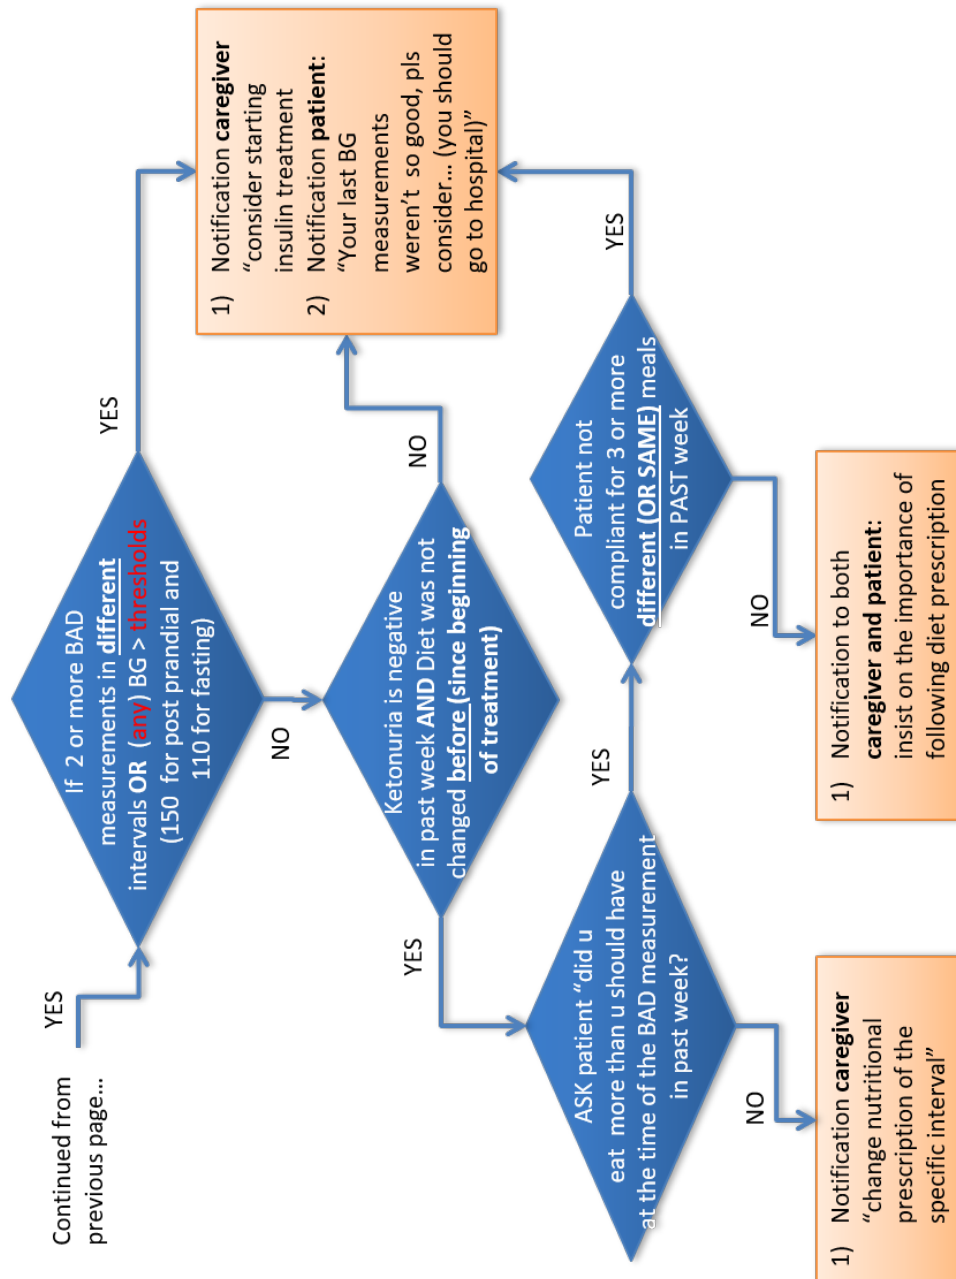 Continued from
previous page...
YES
If 2 or more BAD
measurements in different
intervals OR (any) BG > thresholds
(150 for post prandial and
110 for fasting)
YES
NO
Ketonuria is negative
in past week AND Diet was not
changed before (since beginning
of treatment)
YES
NO
1) Notification caregiver
“consider starting
insulin treatment
2) Notification patient:
“Your last BG
measurements
weren’t so good, pls
consider... (you should
go to hospital)”
ASK patient “did u
eat more than u should have
at the time of the BAD measurement
in past week?
YES
NO
Patient not
compliant for 3 or more
different (OR SAME) meals
in PAST week
YES
NO
1) Notification caregiver
“change nutritional
prescription of the
specific interval”
1) Notification to both
caregiver and patient:
insist on the importance of
following diet prescription